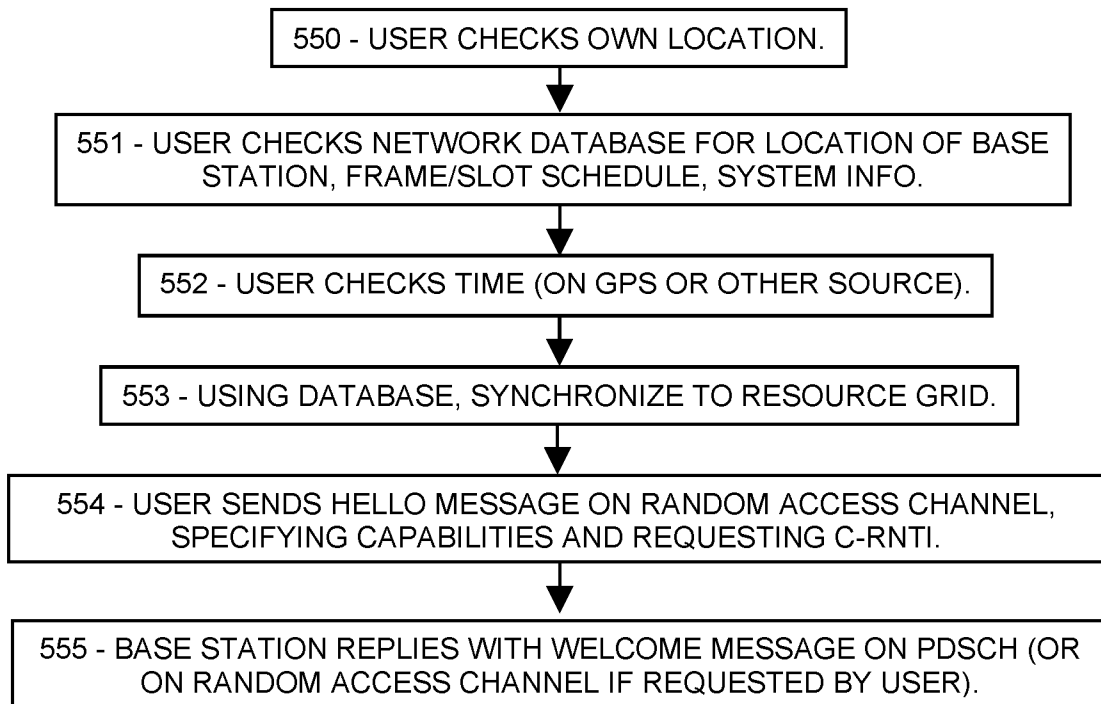 550 - USER CHECKS OWN LOCATION.
551 - USER CHECKS NETWORK DATABASE FOR LOCATION OF BASE
STATION, FRAME/SLOT SCHEDULE, SYSTEM INFO.
552 - USER CHECKS TIME (ON GPS OR OTHER SOURCE).
553 - USING DATABASE, SYNCHRONIZE TO RESOURCE GRID.
554 - USER SENDS HELLO MESSAGE ON RANDOM ACCESS CHANNEL,
SPECIFYING CAPABILITIES AND REQUESTING C-RNTI.
555 - BASE STATION REPLIES WITH WELCOME MESSAGE ON PDSCH (OR
ON RANDOM ACCESS CHANNEL IF REQUESTED BY USER).